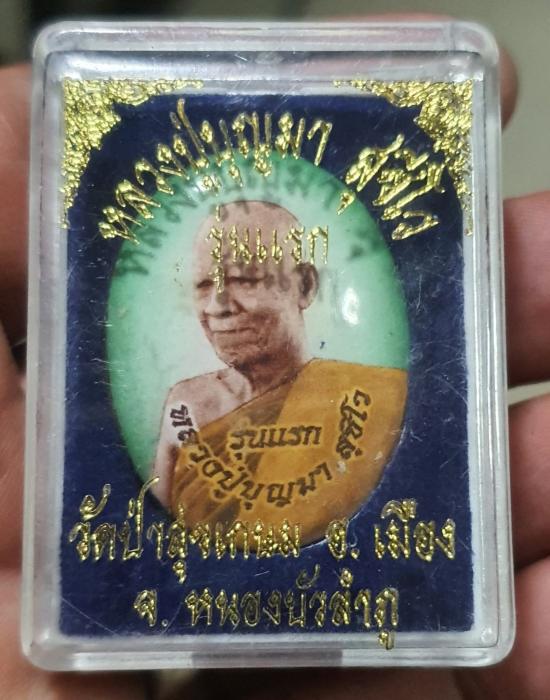 หลวงปู่บุญมา สุชีโว
รุ่นแรก
รุ่นแรก
หลวงปู่บุญมา สุชีโว
วัดป่าสุขเกษม อ. เมือง
จ. หนองบัวลำภู